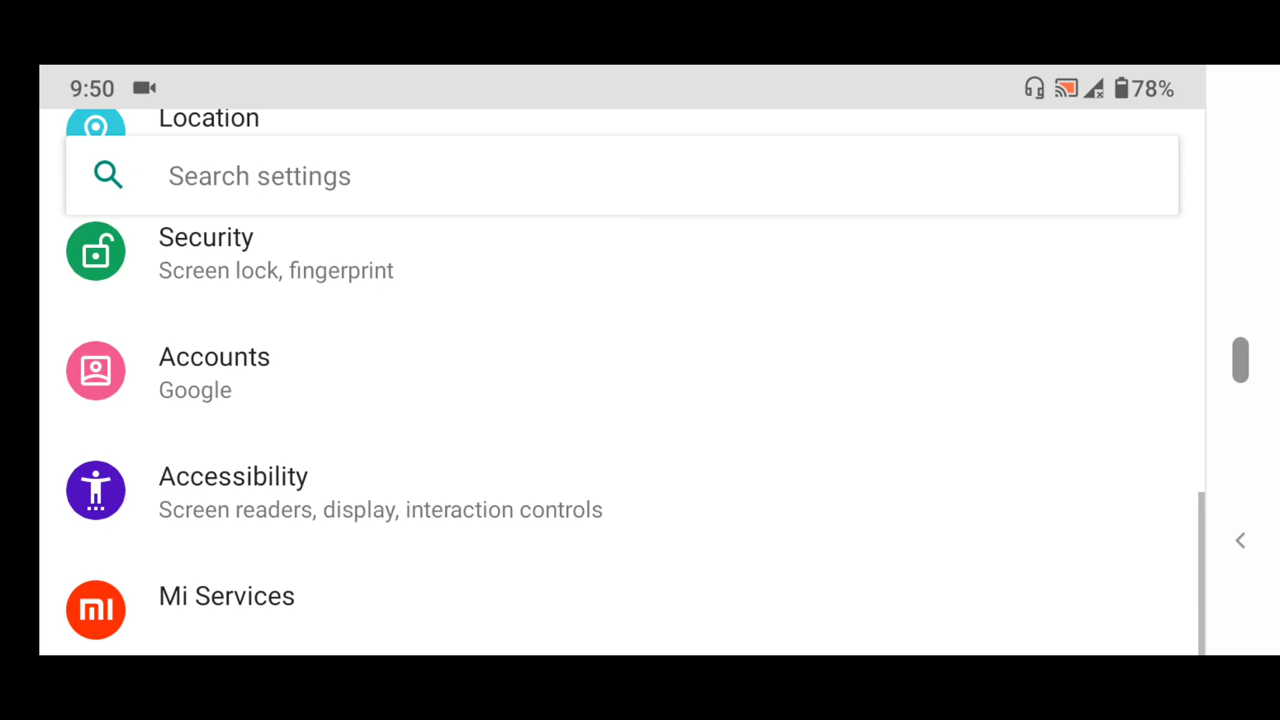 9:50
78%
Location
Search settings
Security
Screen lock, fingerprint
Accounts
Google
Accessibility
Screen readers, display, interaction controls
mi
Mi Services